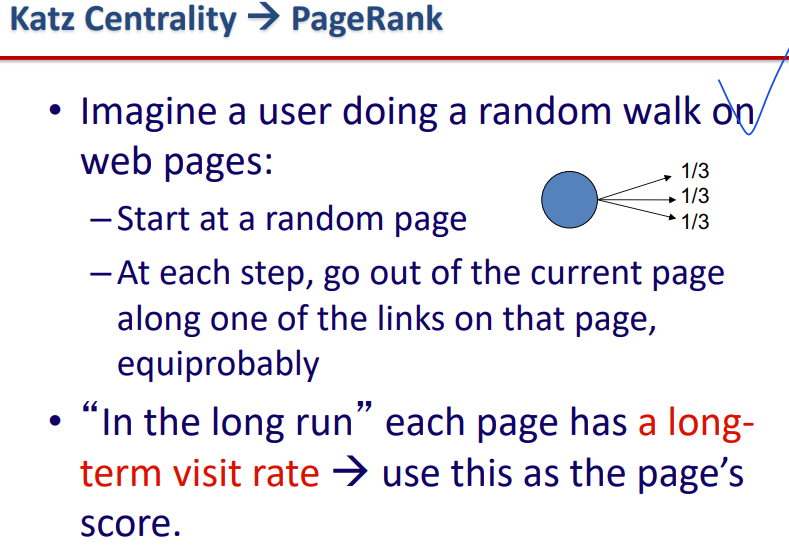 Katz Centrality → PageRank
• Imagine a user doing a random walk on
web pages:
1/3
1/3
1/3
–Start at a random page
–At each step, go out of the current page
along one of the links on that page,
equiprobably
• “In the long run” each page has a long-
term visit rate → use this as the page’s
score.